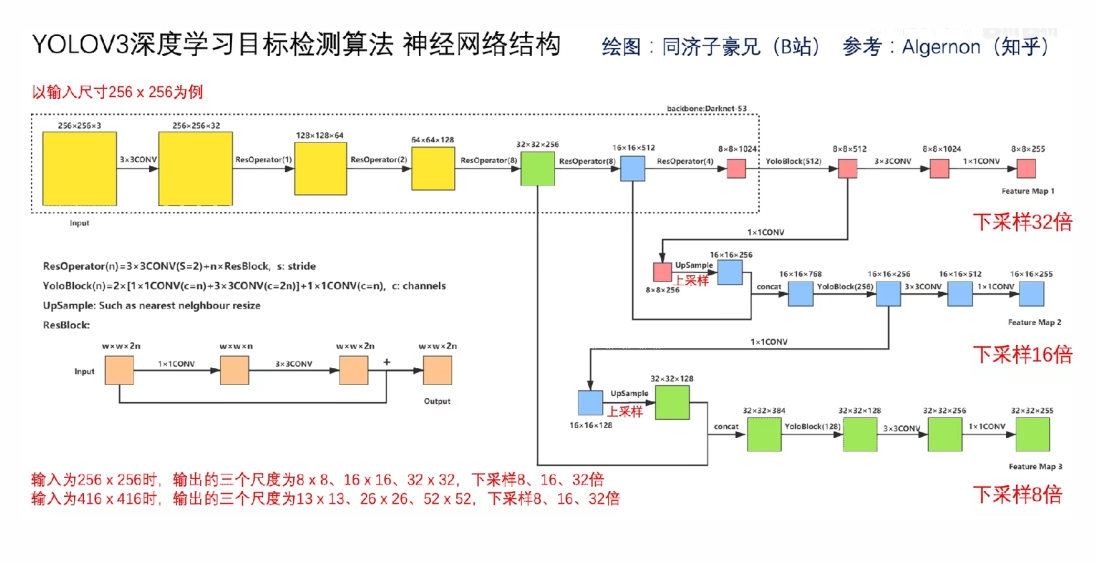 YOLOV3深度学习目标检测算法 神经网络结构 绘图：同济子豪兄（B站） 参考：Algernon（知乎）
以输入尺寸256 x 256为例
backbone:Darknet-53
256×256×3
256×256×32
128×128×64
64×64×128
32×32×256
16×16×512
8×8×1024
8×8×512
8×8×1024
8×8×255
3×3CONV
ResOperator(1)
ResOperator(2)
ResOperator(8)
ResOperator(8)
ResOperator(4)
YoloBlock(512)
3×3CONV
1×1CONV
Input
Feature Map 1
下采样32倍
1×1CONV
ResOperator(n)=3×3CONV(S=2)+n×ResBlock, s: stride
YoloBlock(n)=2×[1×1CONV(c=n)+3×3CONV(c=2n)]+1×1CONV(c=n), c: channels
UpSample: Such as nearest neighbour resize
ResBlock:
8×8×256
UpSample
上采样
16×16×256
concat
16×16×768
YoloBlock(256)
16×16×256
3×3CONV
16×16×512
1×1CONV
16×16×255
Feature Map 2
下采样16倍
1×1CONV
w×w×2n
w×w×n
w×w×2n
w×w×2n
Input
1×1CONV
3×3CONV
+
Output
16×16×128
UpSample
上采样
32×32×128
concat
32×32×384
YoloBlock(128)
32×32×128
3×3CONV
32×32×256
1×1CONV
32×32×255
Feature Map 3
下采样8倍
输入为256 x 256时，输出的三个尺度为8 x 8、16 x 16、32 x 32，下采样8、16、32倍
输入为416 x 416时，输出的三个尺度为13 x 13、26 x 26、52 x 52，下采样8、16、32倍